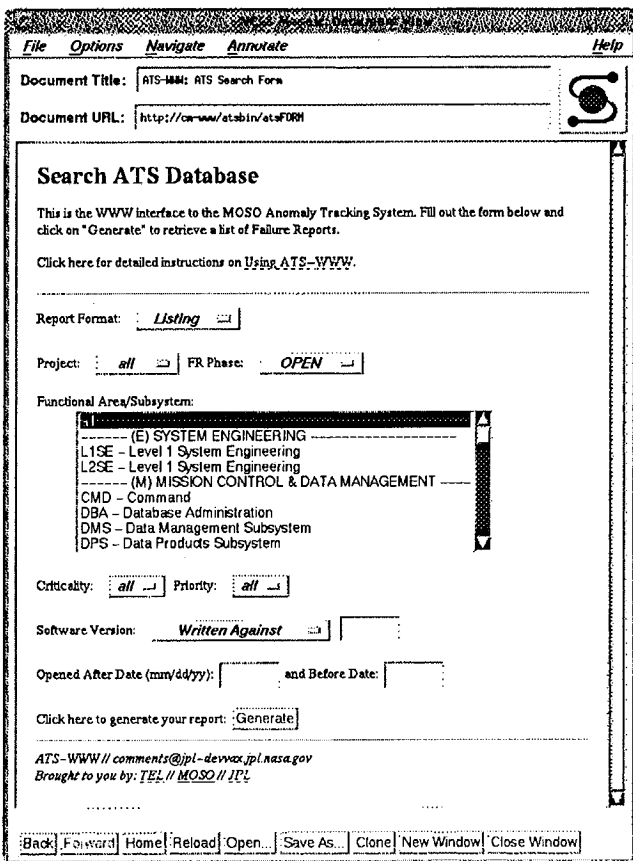 NCSA Mosaic: Document View
File Options Navigate Annotate Help
Document Title: ATS-WWW: ATS Search Form
Document URL: http://cm-www/atsbin/atsFORM
Search ATS Database
This is the WWW interface to the MOSO Anomaly Tracking System. Fill out the form below and
click on "Generate" to retrieve a list of Failure Reports.
Click here for detailed instructions on Using ATS-WWW.
Report Format: Listing
Project: all FR Phase: OPEN
Functional Area/Subsystem:
all
------ (E) SYSTEM ENGINEERING ------------------
L1SE - Level 1 System Engineering
L2SE - Level 1 System Engineering
------ (M) MISSION CONTROL & DATA MANAGEMENT ----
CMD - Command
DBA - Database Administration
DMS - Data Management Subsystem
DPS - Data Products Subsystem
Criticality: all Priority: all
Software Version: Written Against
Opened After Date (mm/dd/yy): and Before Date:
Click here to generate your report: Generate
ATS-WWW // comments@jpl-devvax.jpl.nasa.gov
Brought to you by: TEL // MOSO // JPL
Back Forward Home Reload Open... Save As... Clone New Window Close Window